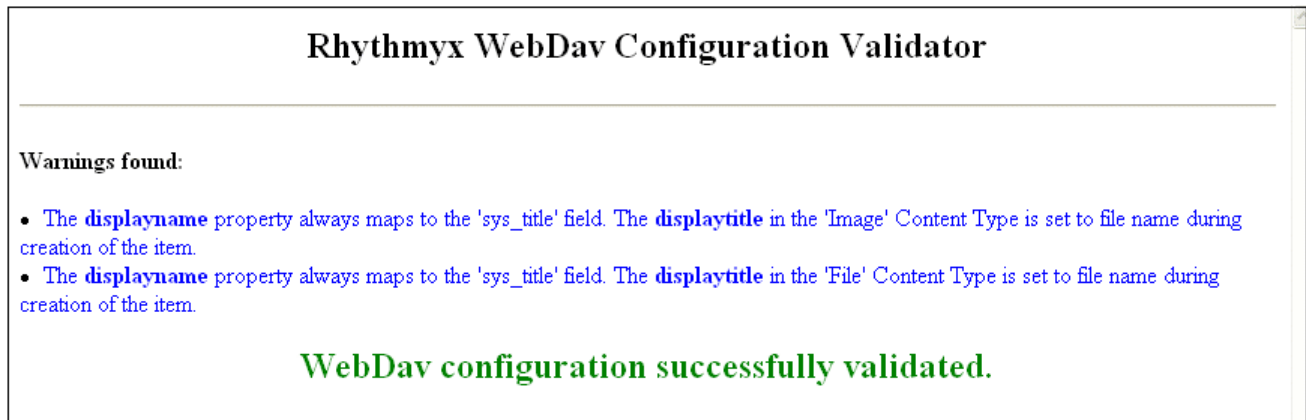 Rhythmyx WebDav Configuration Validator
Warnings found:
• The displayname property always maps to the 'sys_title' field. The displaytitle in the 'Image' Content Type is set to file name during
creation of the item.
• The displayname property always maps to the 'sys_title' field. The displaytitle in the 'File' Content Type is set to file name during
creation of the item.
WebDav configuration successfully validated.